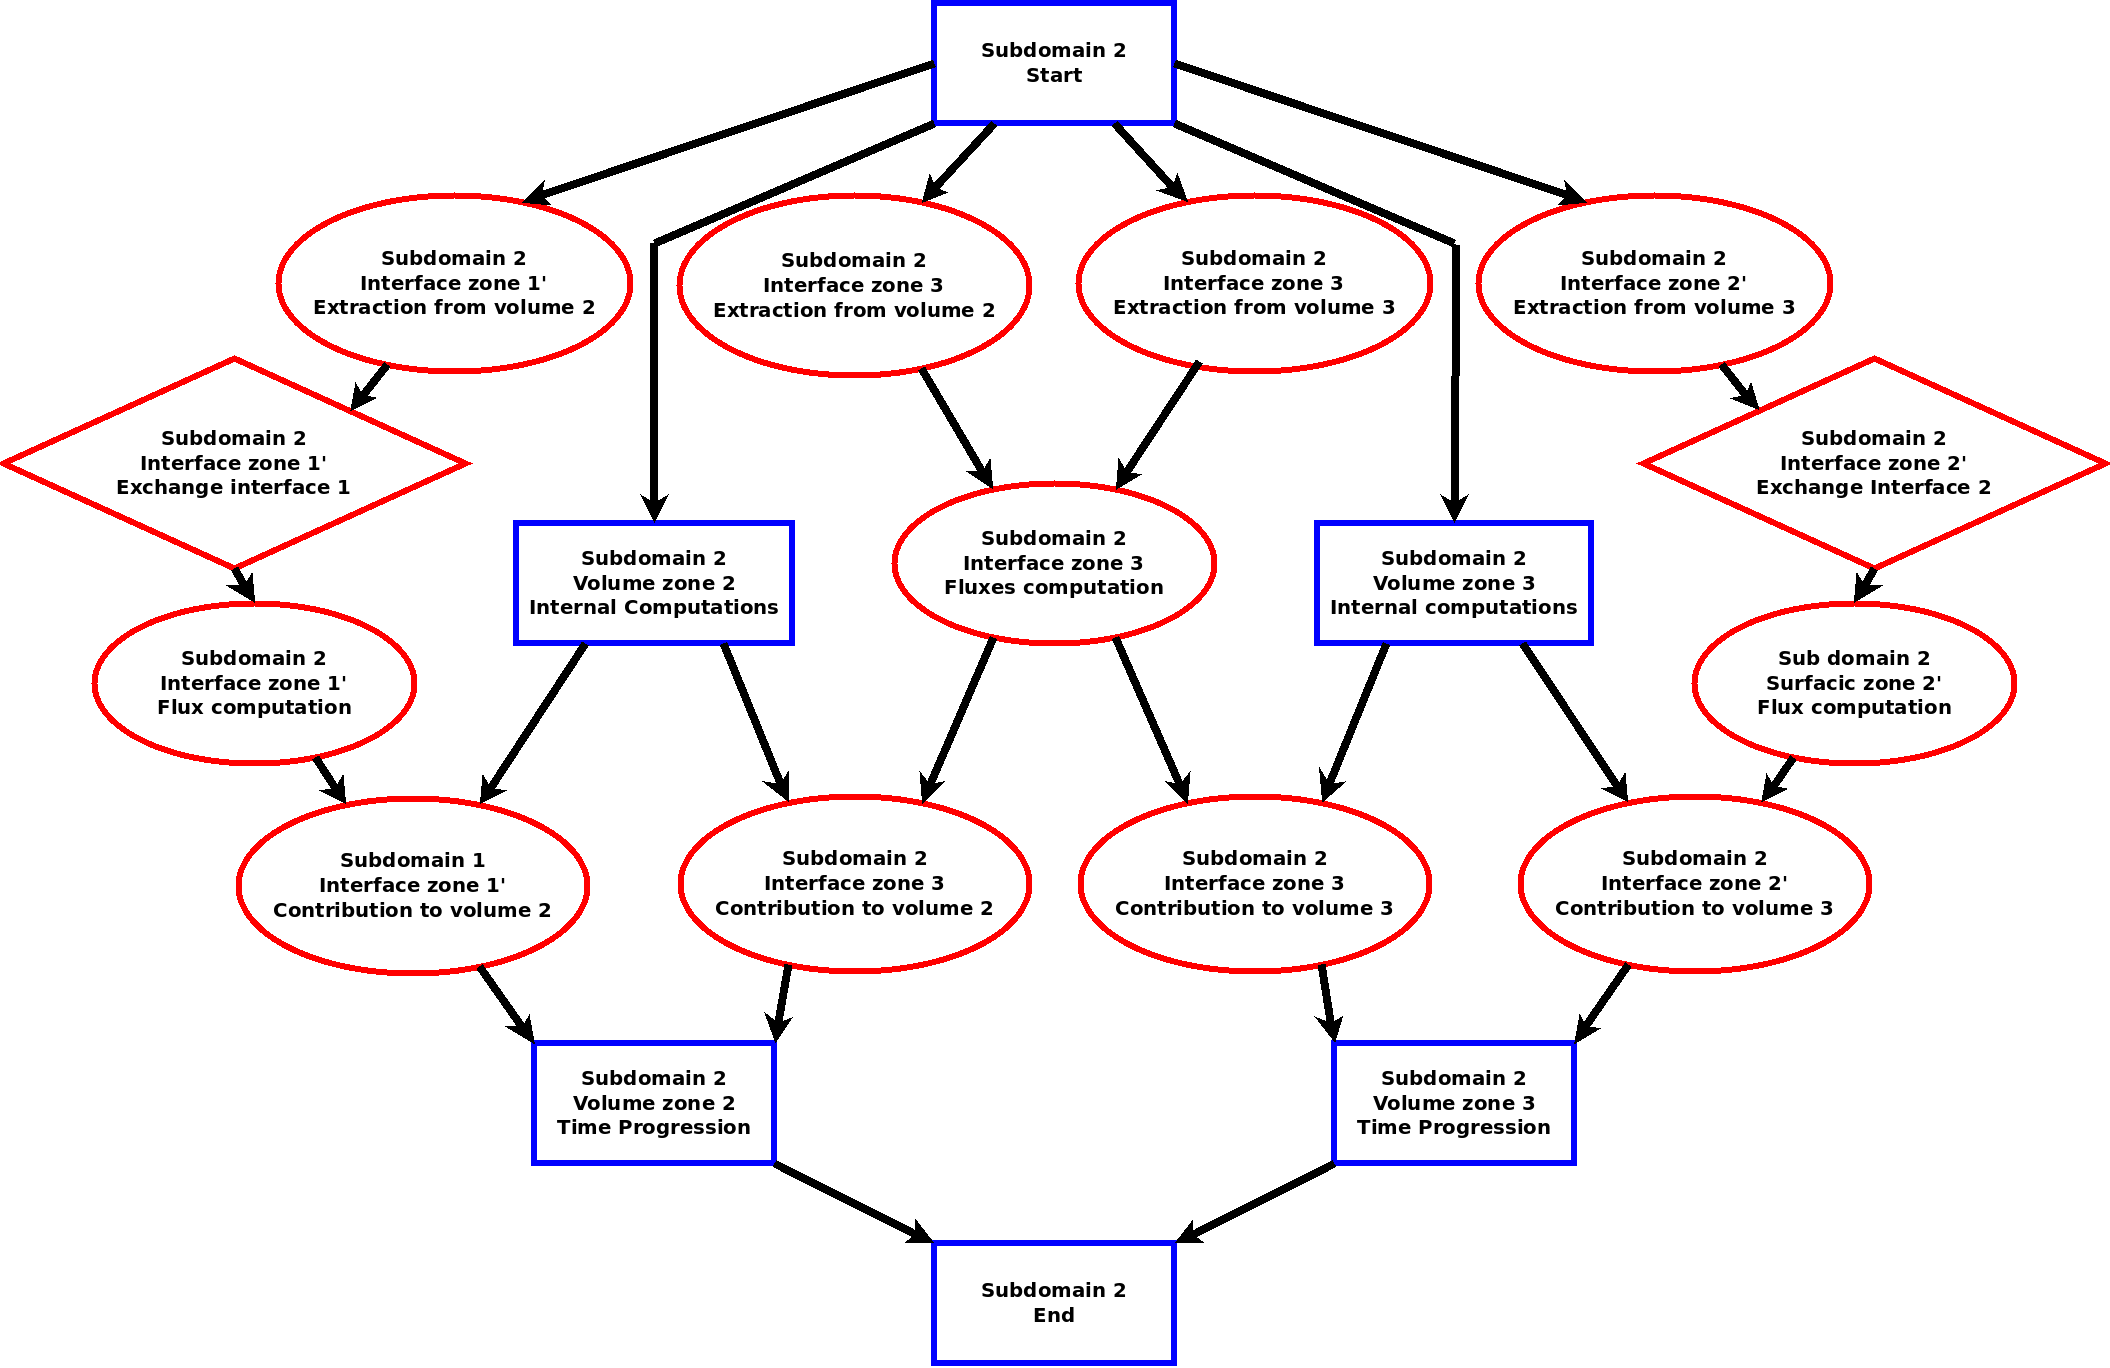 Subdomain 2
Start
Subdomain 2
Interface zone 1'
Extraction from volume 2
Subdomain 2
Interface zone 3
Extraction from volume 2
Subdomain 2
Interface zone 3
Extraction from volume 3
Subdomain 2
Interface zone 2'
Extraction from volume 3
Subdomain 2
Interface zone 1'
Exchange interface 1
Subdomain 2
Interface zone 2'
Exchange Interface 2
Subdomain 2
Volume zone 2
Internal Computations
Subdomain 2
Interface zone 3
Fluxes computation
Subdomain 2
Volume zone 3
Internal computations
Subdomain 2
Interface zone 1'
Flux computation
Sub domain 2
Surfacic zone 2'
Flux computation
Subdomain 1
Interface zone 1'
Contribution to volume 2
Subdomain 2
Interface zone 3
Contribution to volume 2
Subdomain 2
Interface zone 3
Contribution to volume 3
Subdomain 2
Interface zone 2'
Contribution to volume 3
Subdomain 2
Volume zone 2
Time Progression
Subdomain 2
Volume zone 3
Time Progression
Subdomain 2
End